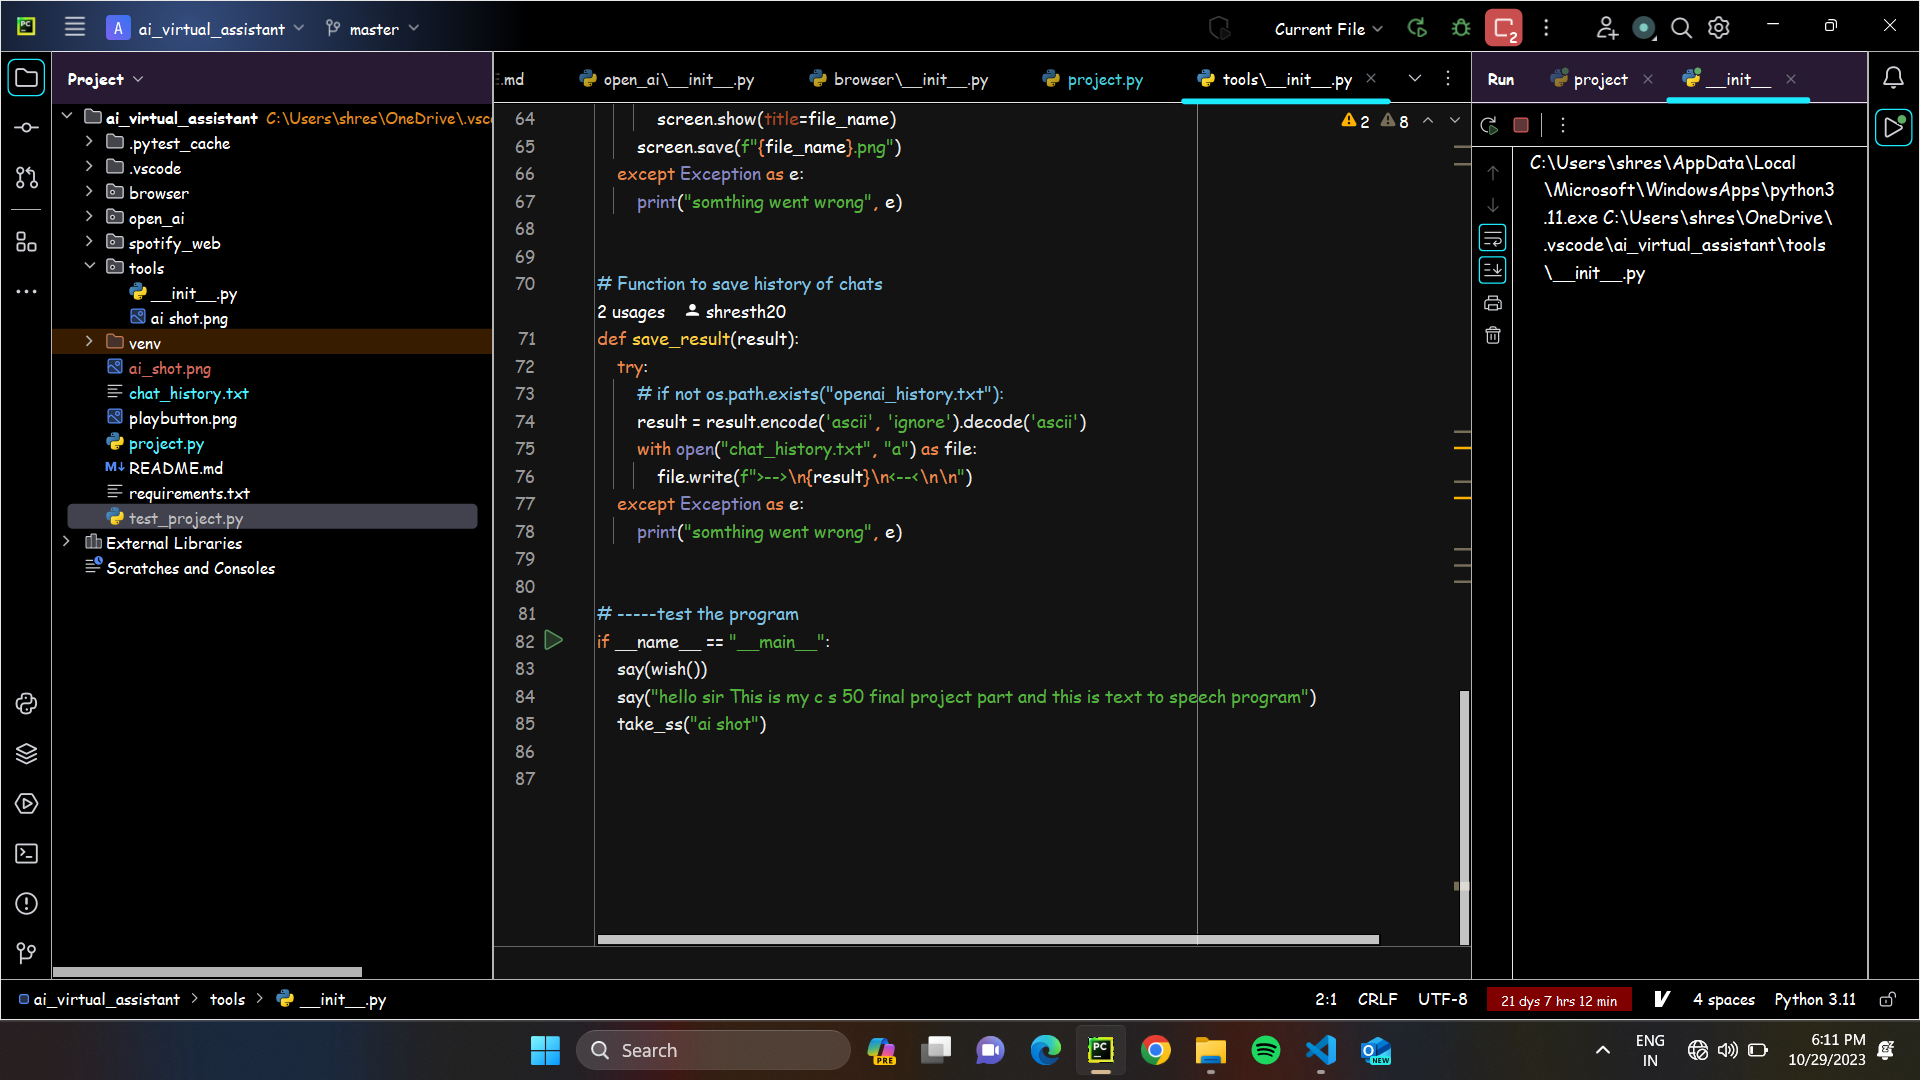 PC
A ai_virtual_assistant
master
Current File
2
Project
.md
open_ai\__init__.py
browser\__init__.py
project.py
tools\__init__.py
Run
project
__init__
ai_virtual_assistant C:\Users\shres\OneDrive\.vsc
.pytest_cache
.vscode
browser
open_ai
spotify_web
tools
__init__.py
ai shot.png
venv
ai_shot.png
chat_history.txt
playbutton.png
project.py
M↓ README.md
requirements.txt
test_project.py
External Libraries
Scratches and Consoles
2 8
64 screen.show(title=file_name)
65 screen.save(f"{file_name}.png")
66 except Exception as e:
67 print("somthing went wrong", e)
68
69
70 # Function to save history of chats
2 usages shresth20
71 def save_result(result):
72 try:
73 # if not os.path.exists("openai_history.txt"):
74 result = result.encode('ascii', 'ignore').decode('ascii')
75 with open("chat_history.txt", "a") as file:
76 file.write(f">-->\n{result}\n<--<\n\n")
77 except Exception as e:
78 print("somthing went wrong", e)
79
80
81 # -----test the program
82 if __name__ == "__main__":
83 say(wish())
84 say("hello sir This is my c s 50 final project part and this is text to speech program")
85 take_ss("ai shot")
86
87
C:\Users\shres\AppData\Local
\Microsoft\WindowsApps\python3
.11.exe C:\Users\shres\OneDrive\
.vscode\ai_virtual_assistant\tools
\__init__.py
ai_virtual_assistant > tools > __init__.py
2:1 CRLF UTF-8 21 dys 7 hrs 12 min 4 spaces Python 3.11
Search
PRE
PC
NEW
ENG
IN
6:11 PM
10/29/2023